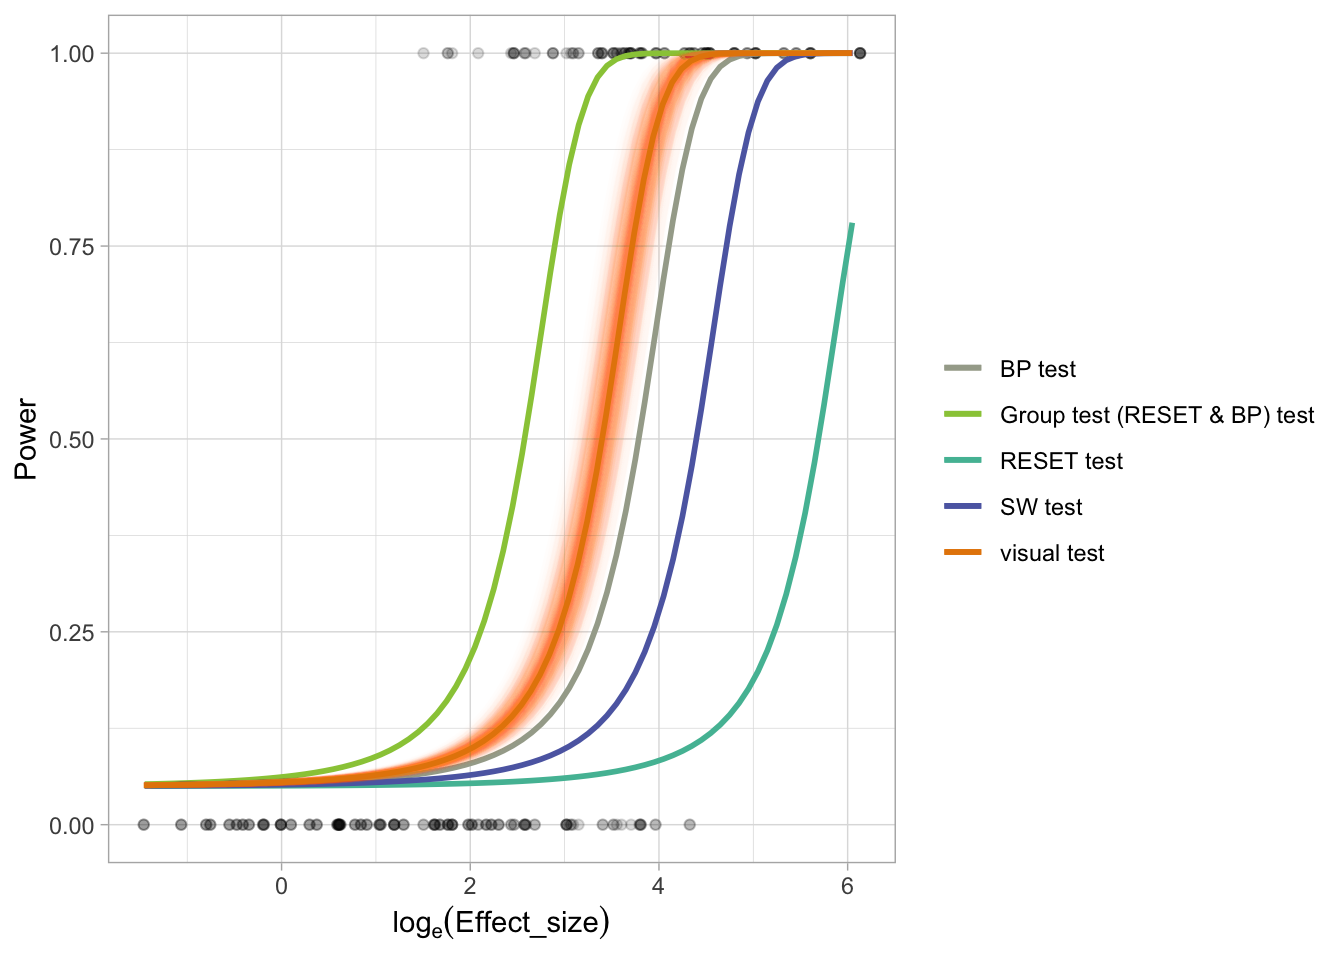 1.00
0.75
0.50
0.25
0.00
Power
0 2 4 6
logₑ(Effect_size)
BP test
Group test (RESET & BP) test
RESET test
SW test
visual test